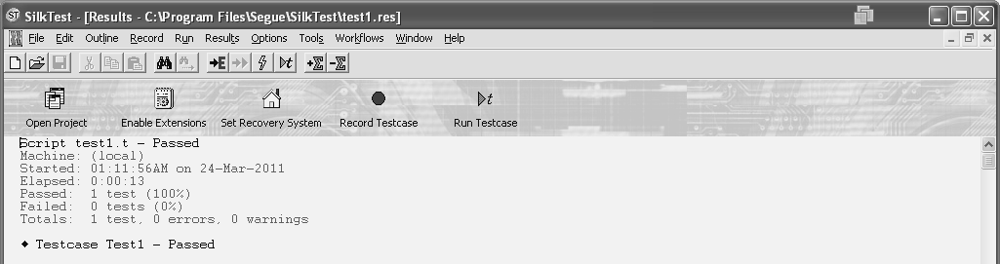 SilkTest - [Results - C:\Program Files\Segue\SilkTest\test1.res]
File Edit Outline Record Run Results Options Tools Workflows Window Help
Open Project Enable Extensions Set Recovery System Record Testcase Run Testcase
Script test1.t - Passed
Machine: (local)
Started: 01:11:56AM on 24-Mar-2011
Elapsed: 0:00:13
Passed: 1 test (100%)
Failed: 0 tests (0%)
Totals: 1 test, 0 errors, 0 warnings
◆ Testcase Test1 - Passed